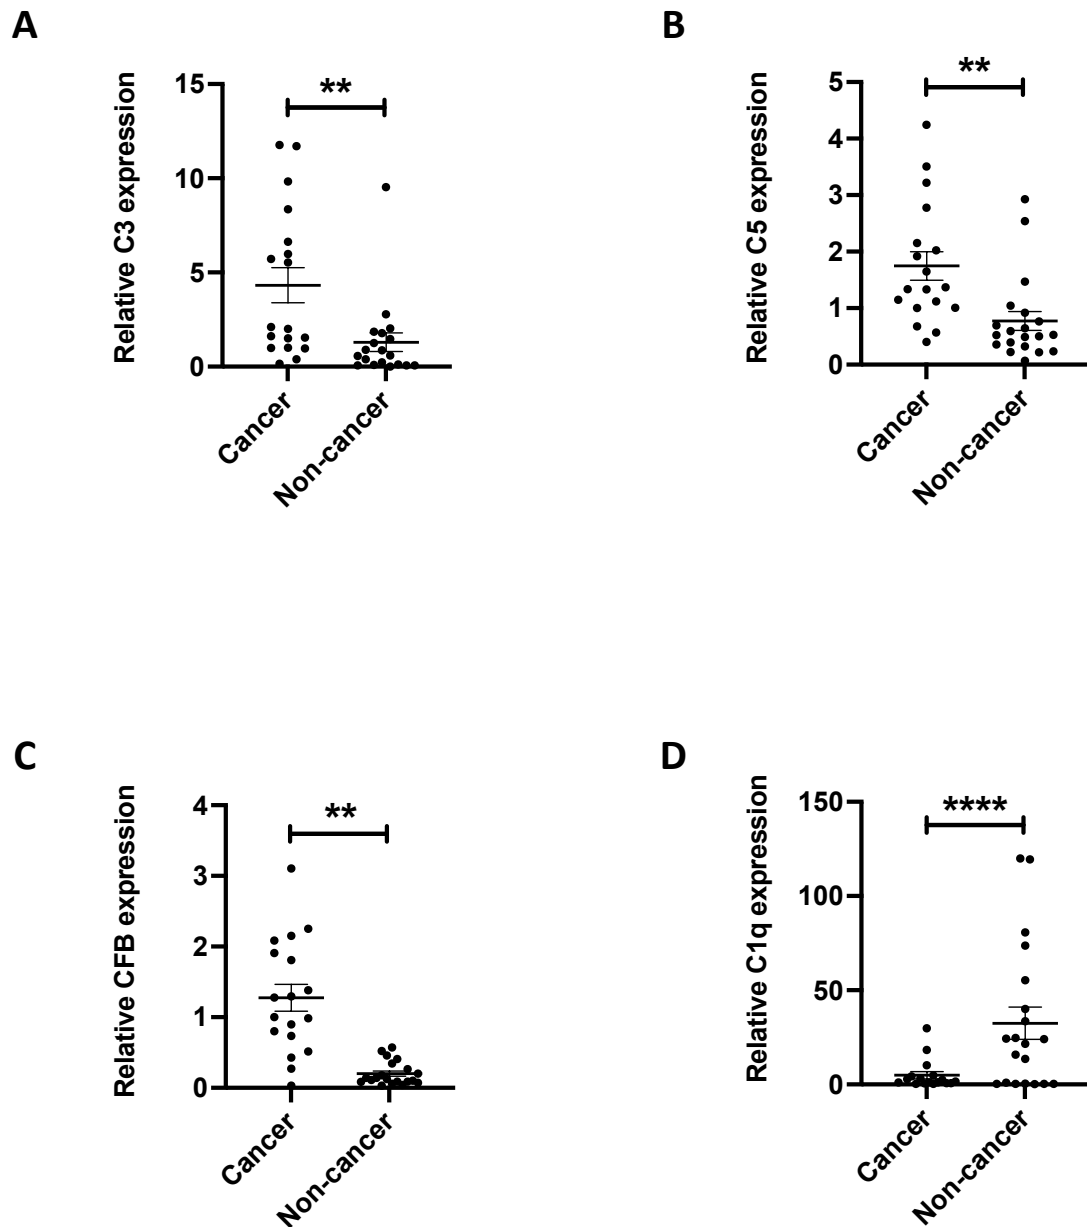 A
Relative C3 expression
15
10
5
0
**
Cancer
Non-cancer
B
Relative C5 expression
5
4
3
2
1
0
**
Cancer
Non-cancer
C
Relative CFB expression
4
3
2
1
0
**
Cancer
Non-cancer
D
Relative C1q expression
150
100
50
0
****
Cancer
Non-cancer